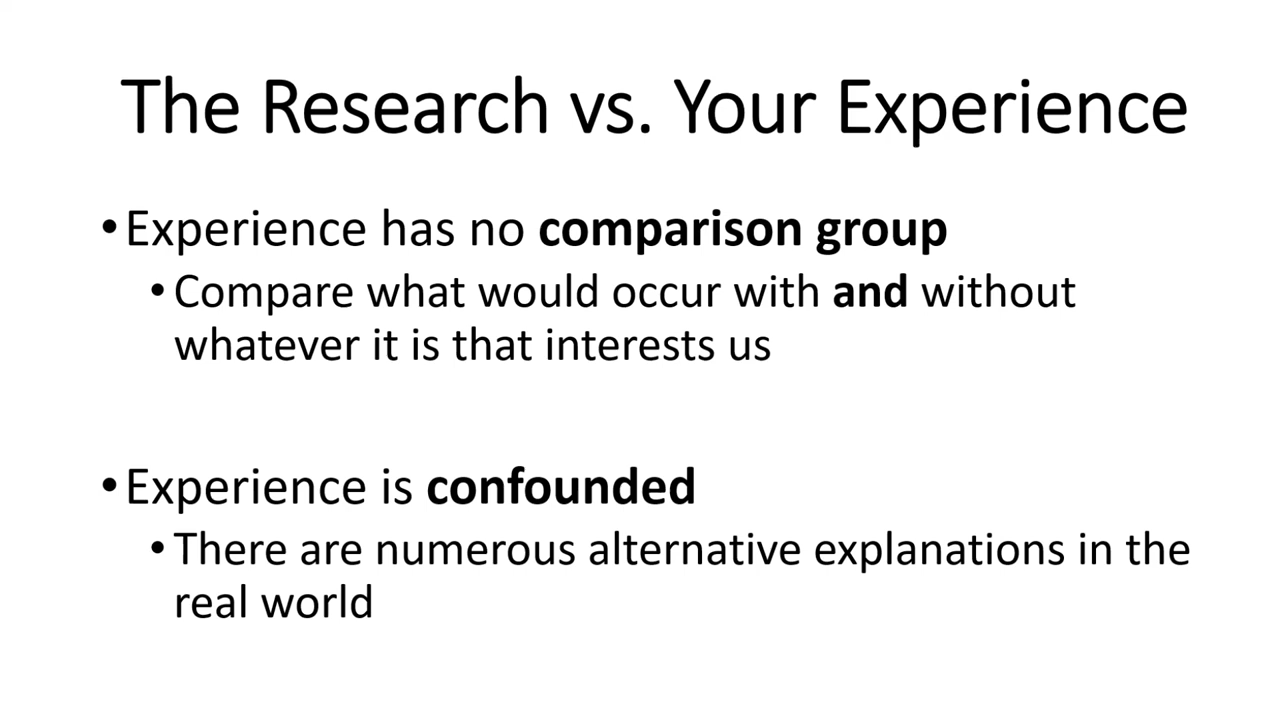 The Research vs. Your Experience
•Experience has no comparison group
•Compare what would occur with and without
whatever it is that interests us
•Experience is confounded
•There are numerous alternative explanations in the
real world